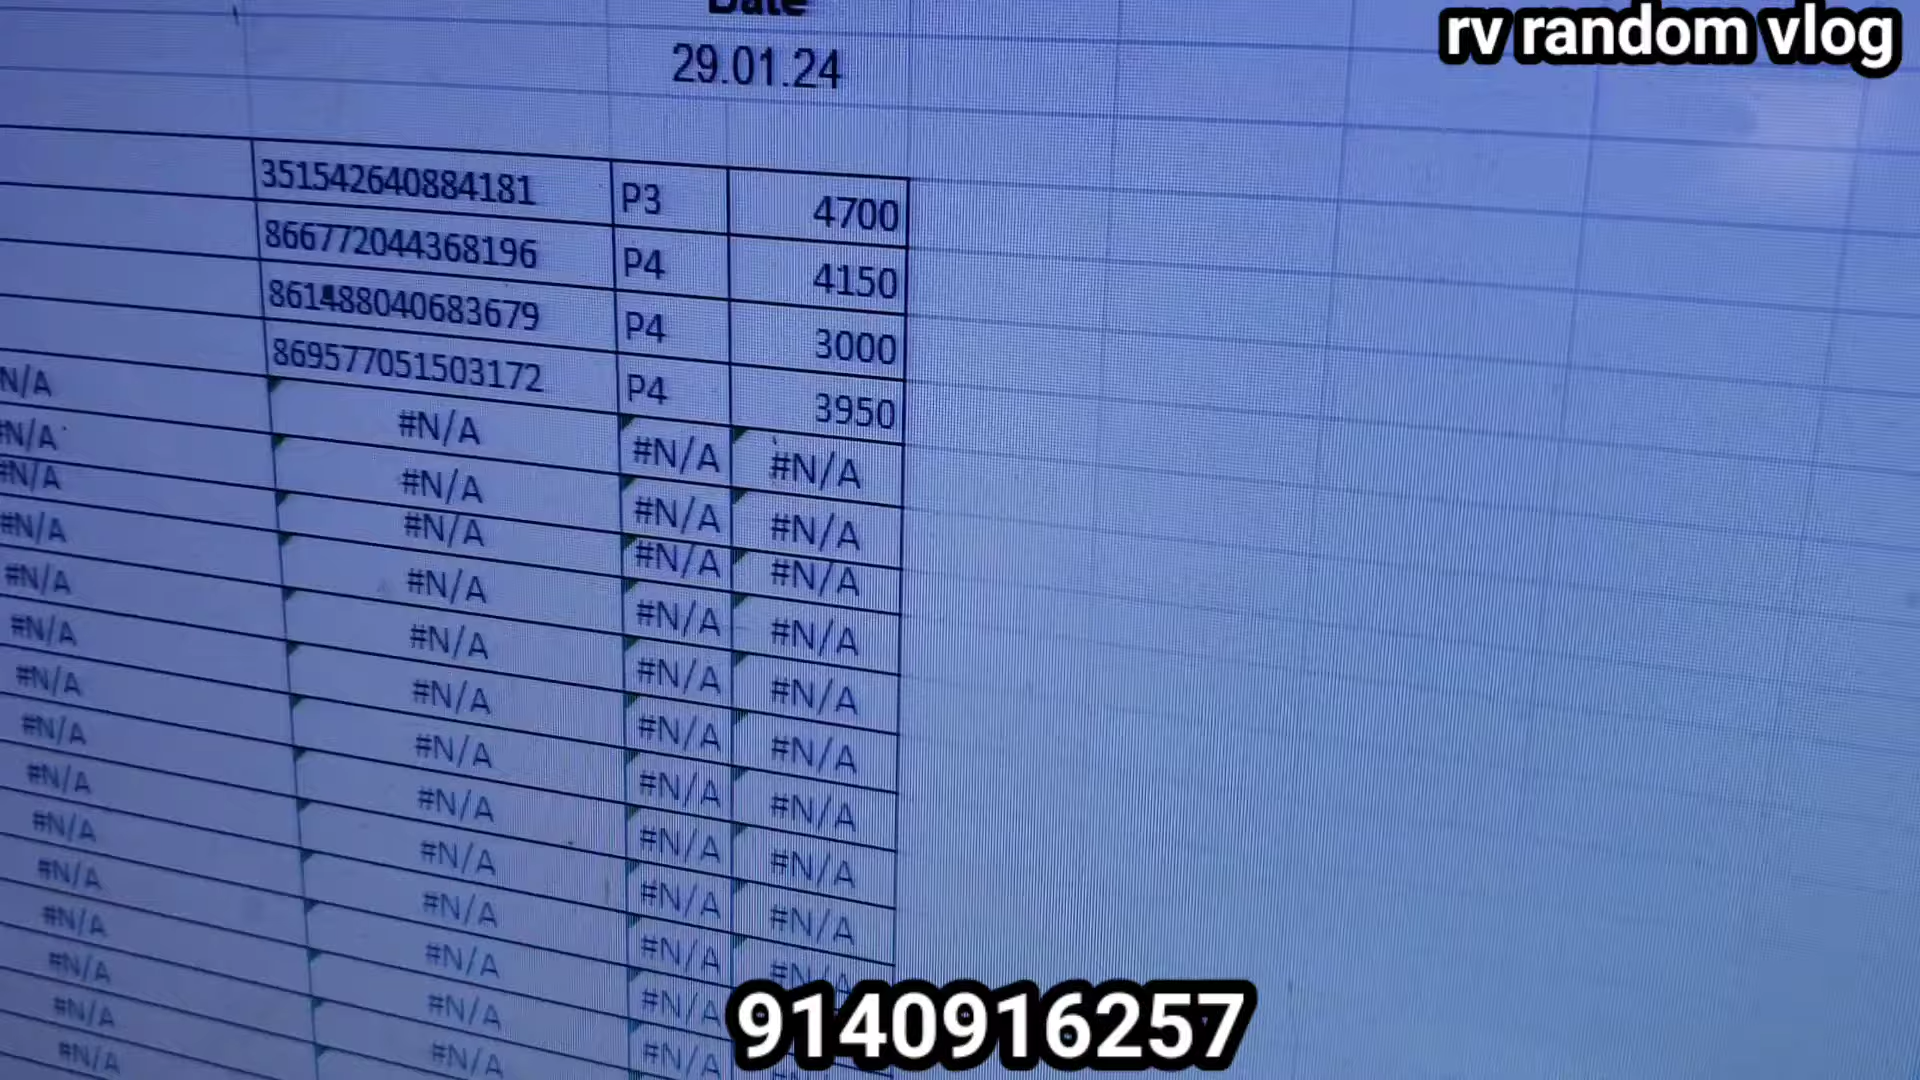 rv random vlog
Date
29.01.24
351542640884181 P3 4700
866772044368196 P4 4150
861488040683679 P4 3000
869577051503172 P4 3950
N/A #N/A #N/A #N/A
#N/A #N/A #N/A #N/A
#N/A #N/A #N/A #N/A
#N/A #N/A #N/A #N/A
#N/A #N/A #N/A #N/A
#N/A #N/A #N/A #N/A
#N/A #N/A #N/A #N/A
#N/A #N/A #N/A #N/A
#N/A #N/A #N/A #N/A
#N/A #N/A #N/A #N/A
#N/A #N/A #N/A
#N/A #N/A #N/A
#N/A #N/A
#N/A
#N/A
9140916257